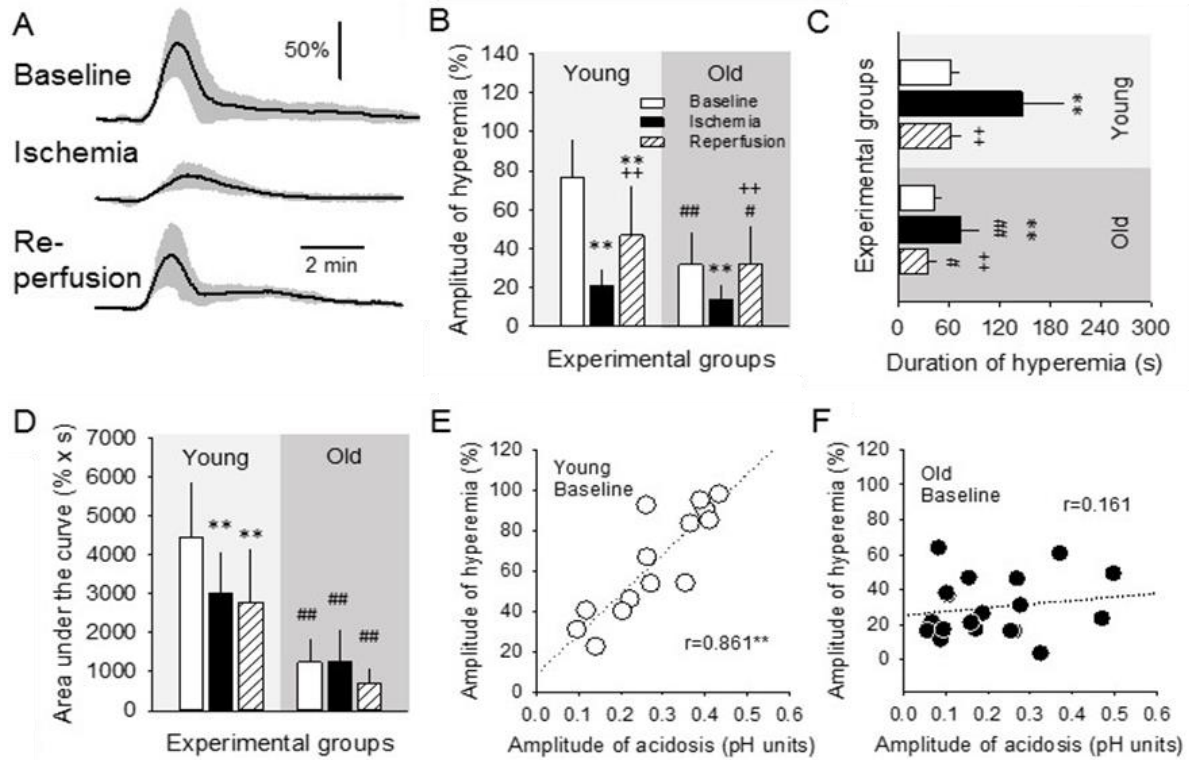 A
Baseline
50%
Ischemia
Re-
perfusion
2 min
B
Amplitude of hyperemia (%)
140
120
100
80
60
40
20
0
Young
Old
Baseline
Ischemia
Reperfusion
**
**
++
##
**
++
#
Experimental groups
C
Experimental groups
Young
Old
**
++
## **
# ++
0 60 120 180 240 300
Duration of hyperemia (s)
D
Area under the curve (% x s)
7000
6000
5000
4000
3000
2000
1000
0
Young
Old
** **
## ## ##
Experimental groups
E
Amplitude of hyperemia (%)
120
100
80
60
40
20
0
Young
Baseline
r=0.861**
0.0 0.1 0.2 0.3 0.4 0.5 0.6
Amplitude of acidosis (pH units)
F
Amplitude of hyperemia (%)
120
100
80
60
40
20
0
Old
Baseline
r=0.161
0.0 0.1 0.2 0.3 0.4 0.5 0.6
Amplitude of acidosis (pH units)